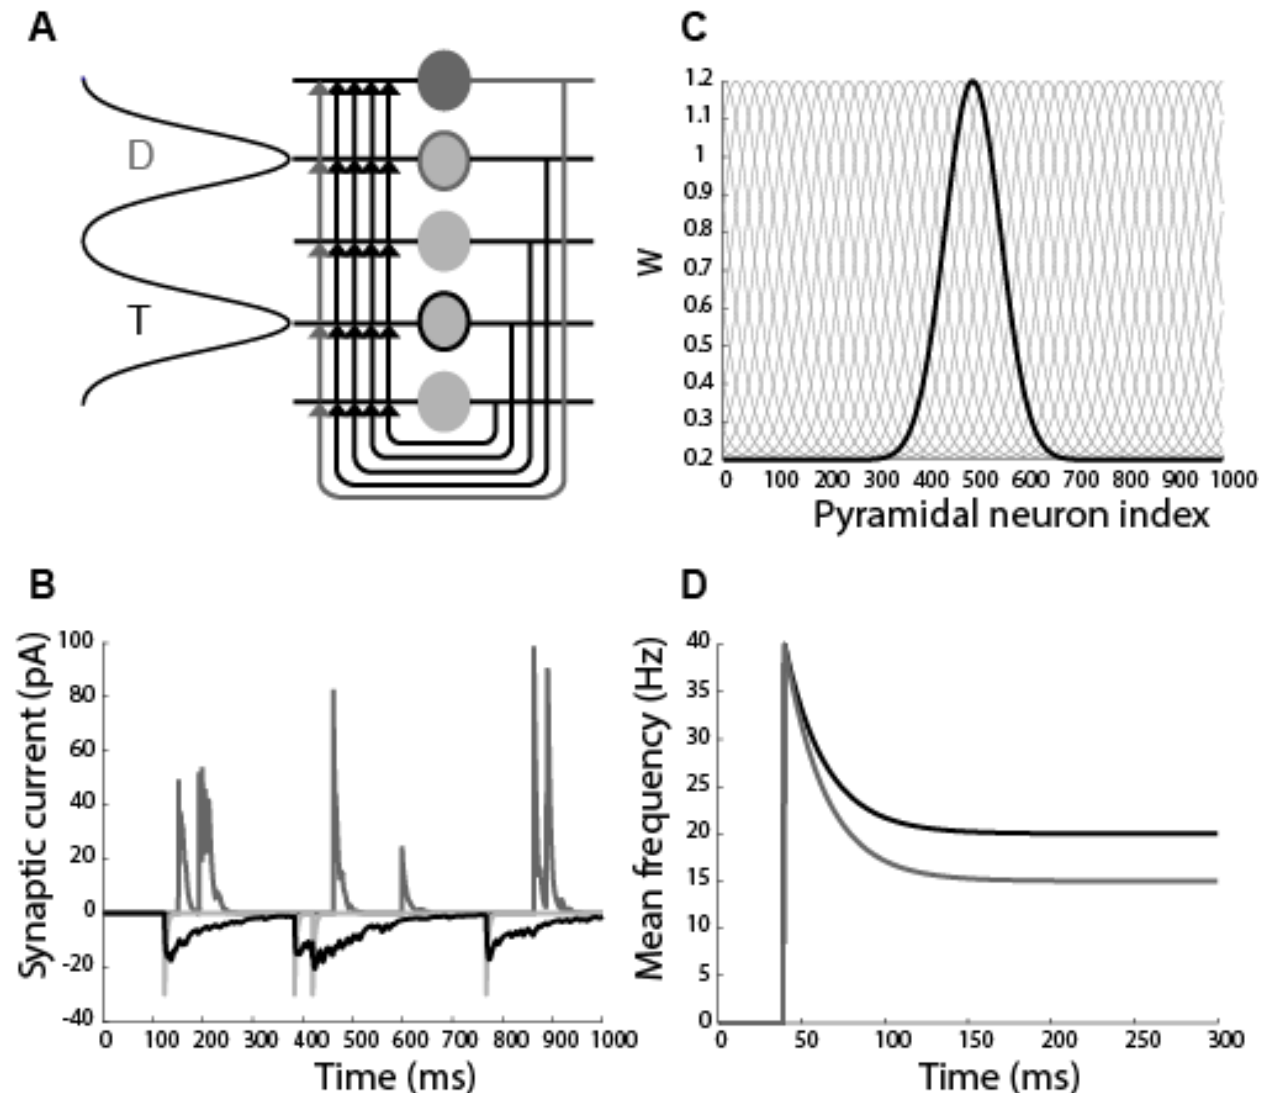 A
D
T
C
1.2
1.1
1
0.9
0.8
0.7
0.6
0.5
0.4
0.3
0.2
W
0 100 200 300 400 500 600 700 800 900 1000
Pyramidal neuron index
B
Synaptic current (pA)
100
80
60
40
20
0
-20
-40
0 100 200 300 400 500 600 700 800 900 1000
Time (ms)
D
Mean frequency (Hz)
40
35
30
25
20
15
10
5
0
0 50 100 150 200 250 300
Time (ms)